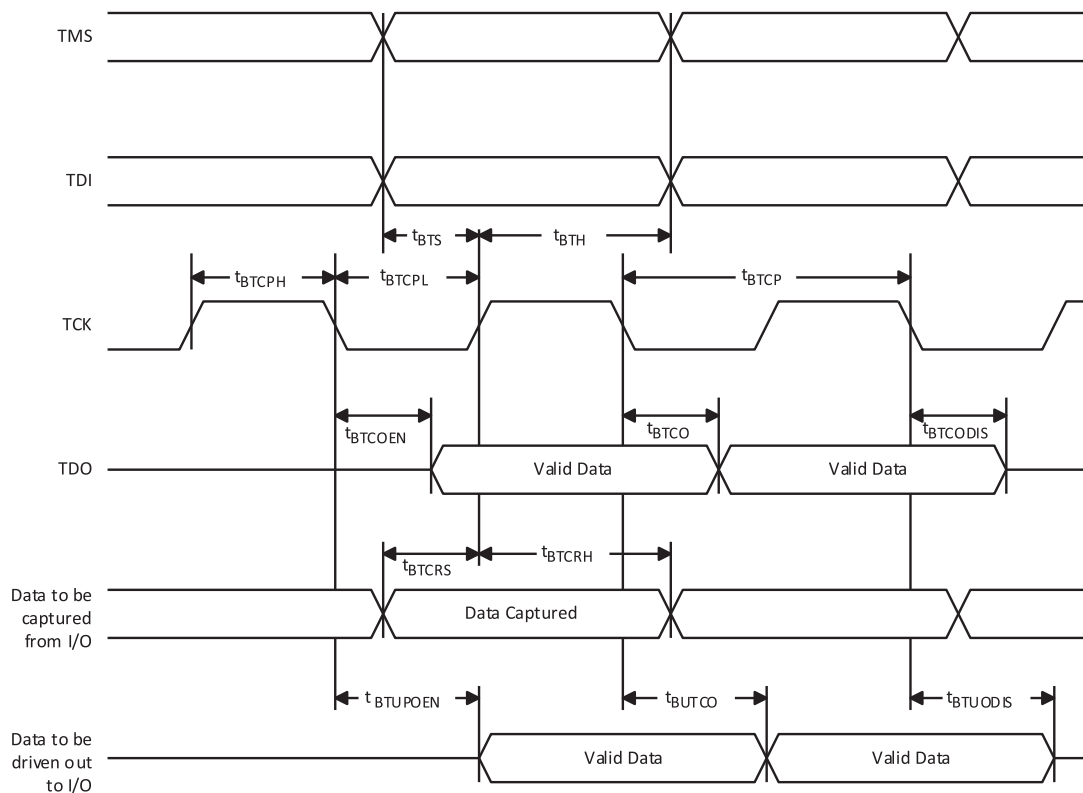 TMS
TDI
tBTS
tBTH
tBTCPH
tBTCPL
tBTCP
TCK
tBTCOEN
tBTCO
tBTCODIS
TDO
Valid Data
Valid Data
tBTCRS
tBTCRH
Data to be
captured
from I/O
Data Captured
t BTUPOEN
tBUTCO
tBTUODIS
Data to be
driven out
to I/O
Valid Data
Valid Data